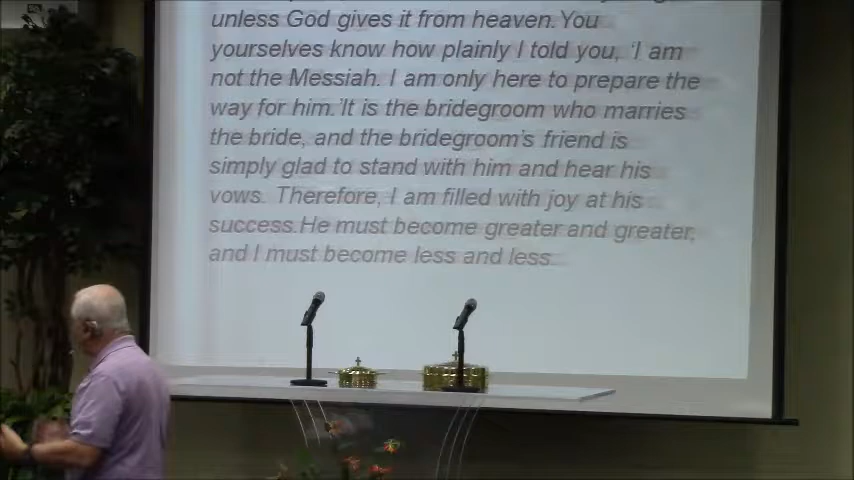 unless God gives it from heaven. You
yourselves know how plainly I told you, 'I am
not the Messiah. I am only here to prepare the
way for him.'It is the bridegroom who marries
the bride, and the bridegroom's friend is
simply glad to stand with him and hear his
vows. Therefore, I am filled with joy at his
success.He must become greater and greater,
and I must become less and less.